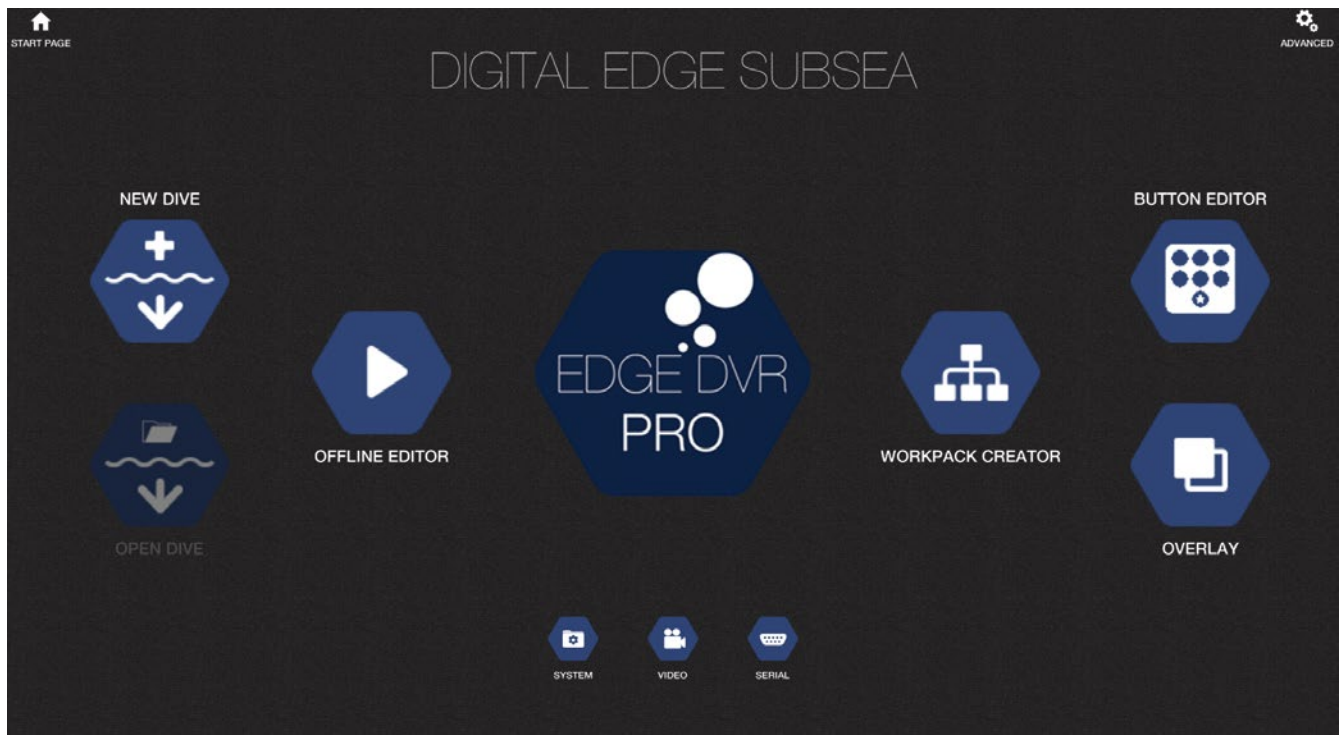 START PAGE
ADVANCED
DIGITAL EDGE SUBSEA
NEW DIVE
BUTTON EDITOR
EDGE DVR
PRO
OFFLINE EDITOR
WORKPACK CREATOR
OPEN DIVE
OVERLAY
SYSTEM
VIDEO
SERIAL